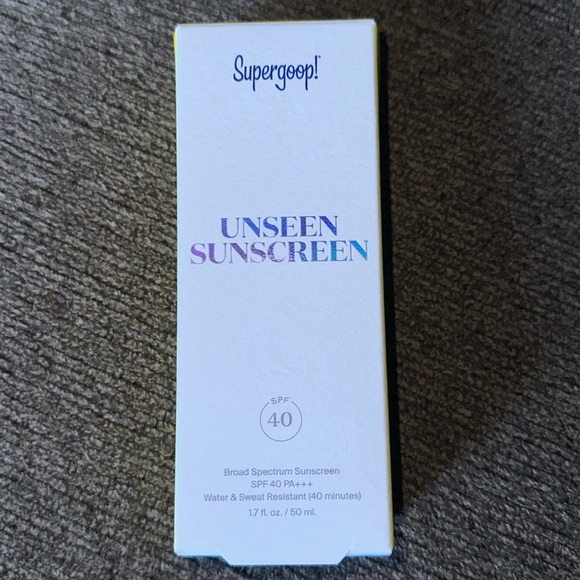 Supergoop!
UNSEEN
SUNSCREEN
SPF
40
Broad Spectrum Sunscreen
SPF 40 PA+++
Water & Sweat Resistant (40 minutes)
1.7 fl. oz. / 50 ml.